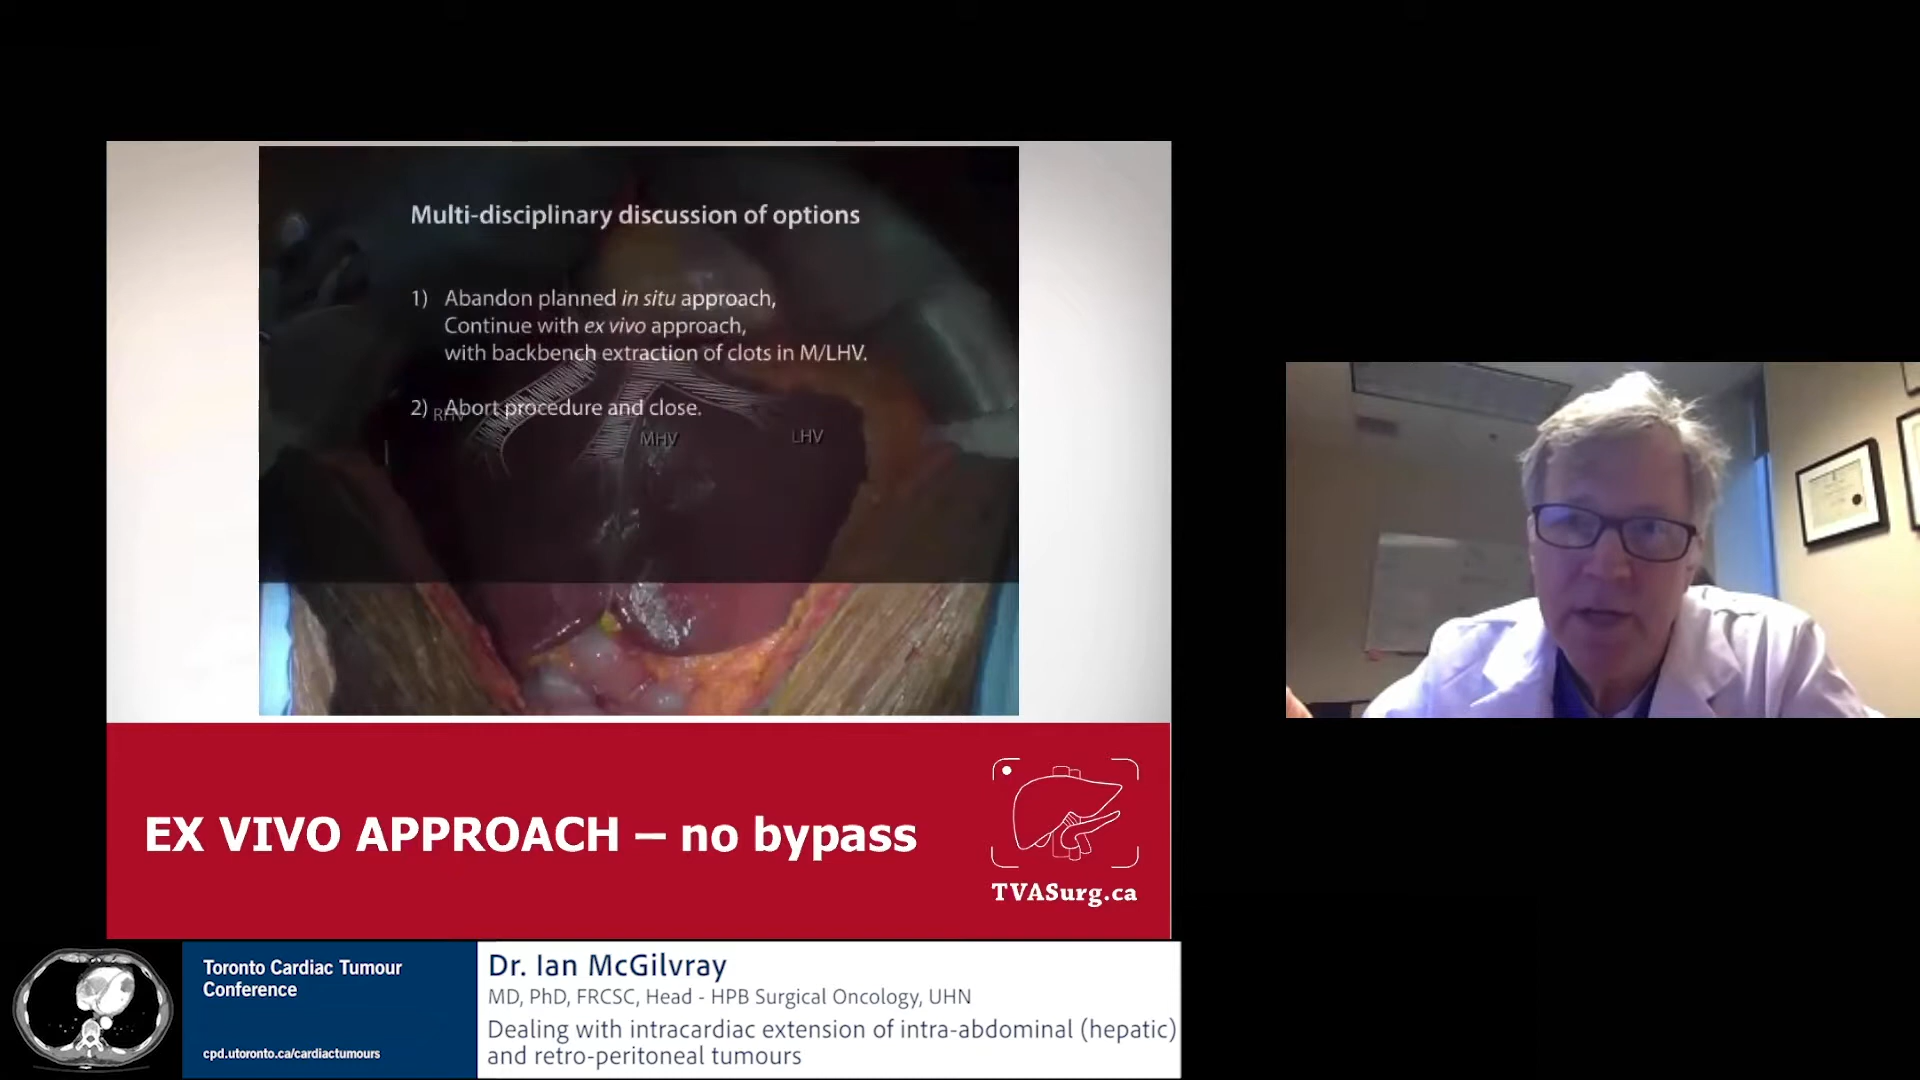 Multi-disciplinary discussion of options
1) Abandon planned in situ approach,
Continue with ex vivo approach,
with backbench extraction of clots in M/LHV.
2) Abort procedure and close.
RHV
MHV
LHV
EX VIVO APPROACH – no bypass
TVASurg.ca
Toronto Cardiac Tumour
Conference
cpd.utoronto.ca/cardiactumours
Dr. Ian McGilvray
MD, PhD, FRCSC, Head - HPB Surgical Oncology, UHN
Dealing with intracardiac extension of intra-abdominal (hepatic)
and retro-peritoneal tumours